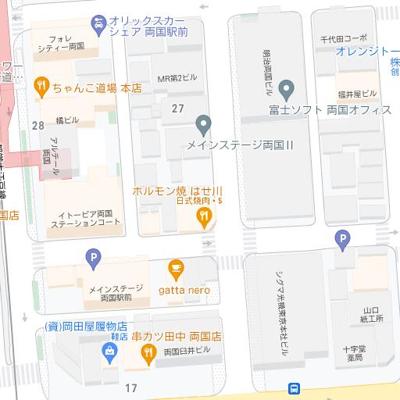 フォレ
シティー両国
オリックスカー
シェア 両国駅前
千代田コーポ
オレンジトー
MR第2ビル
ちゃんこ道場 本店
27
福井屋ビル
富士ソフト 両国オフィス
橘ビル
28
アルテール
両国
メインステージ両国Ⅱ
ホルモン焼 はせ川
日式焼肉・$
国店
イトーピア両国
ステーションコート
P
P
メインステージ
両国駅前
gatta nero
シグマ光機東京本社ビル
山口
紙工所
(資)岡田屋履物店
鞋店
串カツ田中 両国店
両国臼井ビル
十字堂
薬局
17